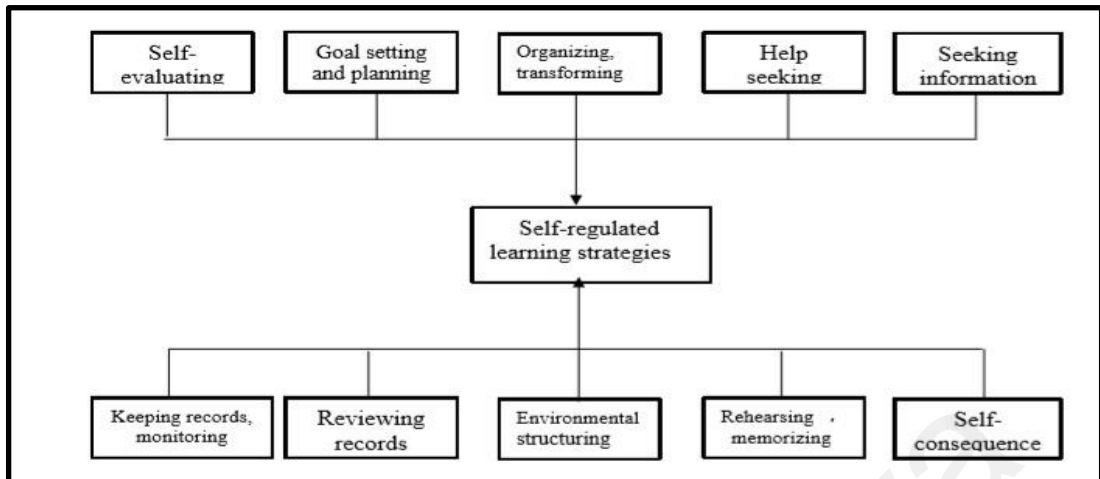 Self-
evaluating
Goal setting
and planning
Organizing,
transforming
Help
seeking
Seeking
information
Self-regulated
learning strategies
Keeping records,
monitoring
Reviewing
records
Environmental
structuring
Rehearsing ,
memorizing
Self-
consequence